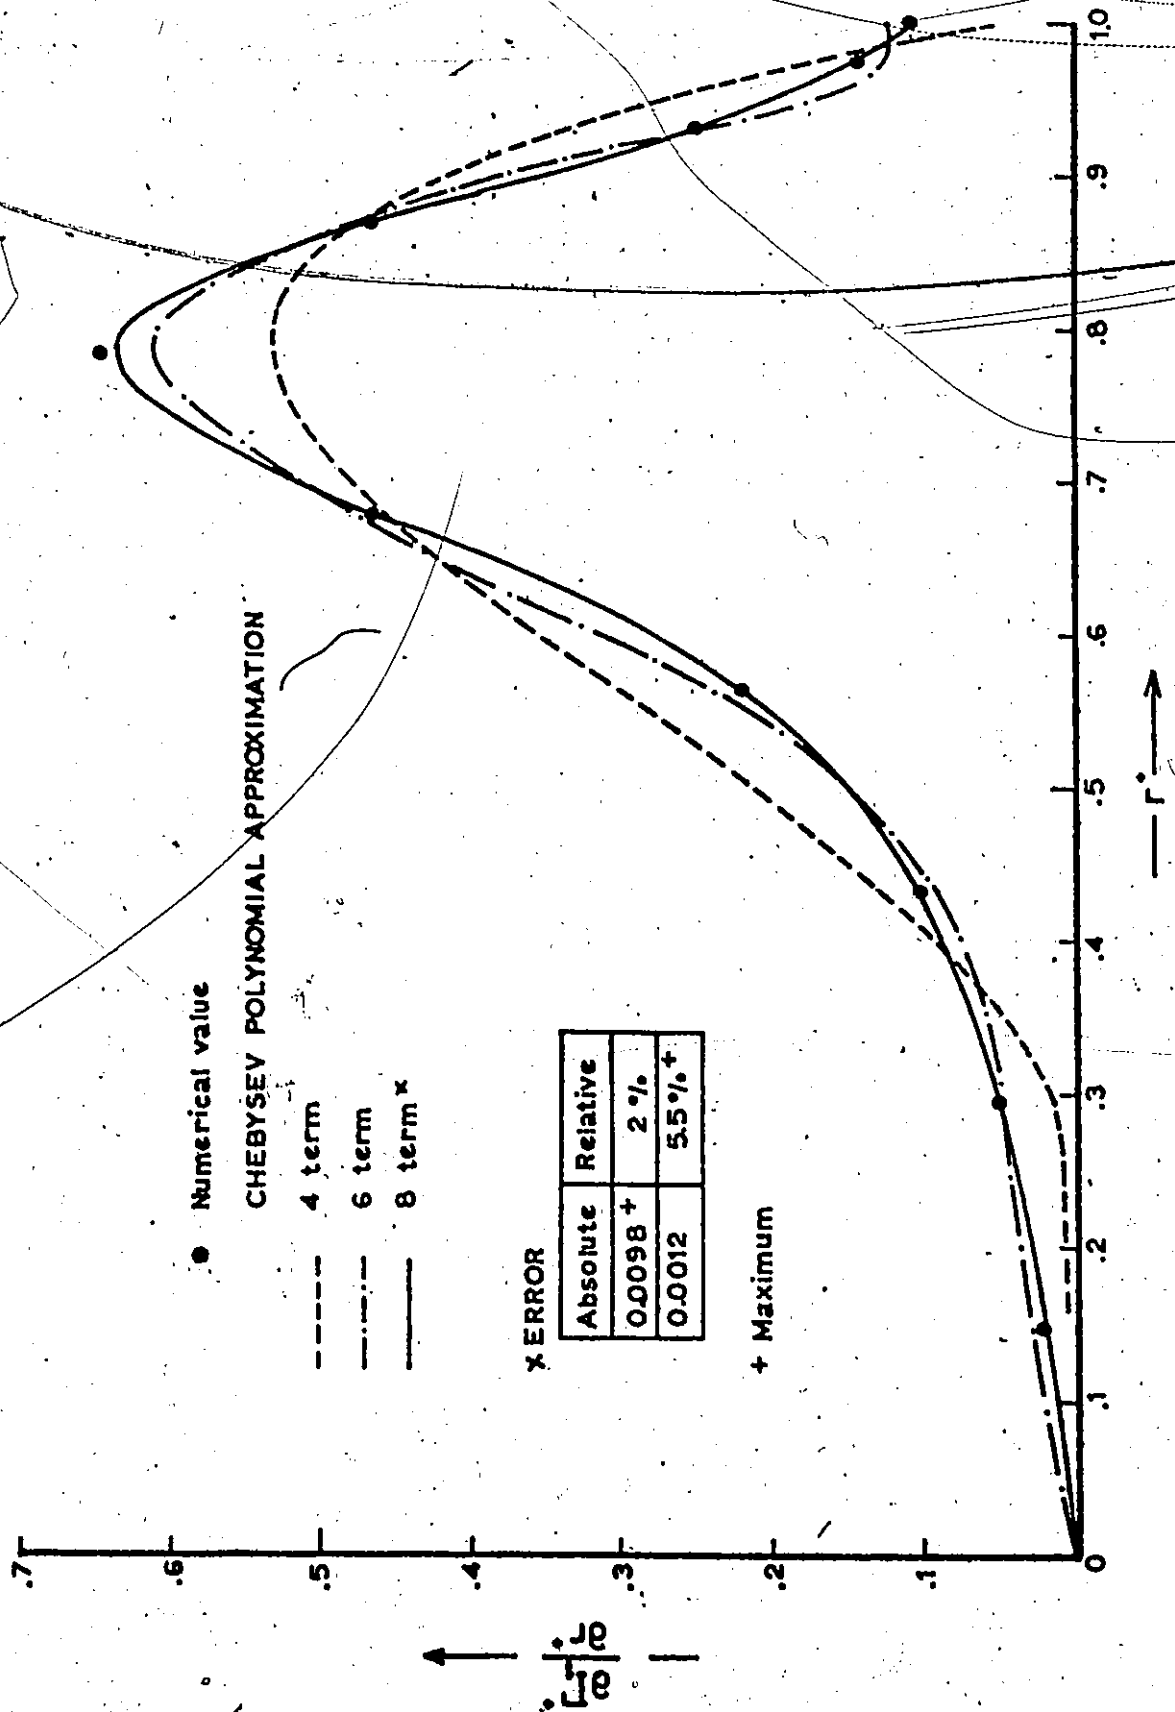 Numerical value
CHEBYSEV POLYNOMIAL APPROXIMATION
4 term
6 term
8 term ×
× ERROR
Absolute Relative
0.0098 + 2 %
0.0012 5.5 % +
+ Maximum
.7
.6
.5
.4
.3
.2
.1
0
.1
.2
.3
.4
.5
.6
.7
.8
.9
1.0
r*
∂r*